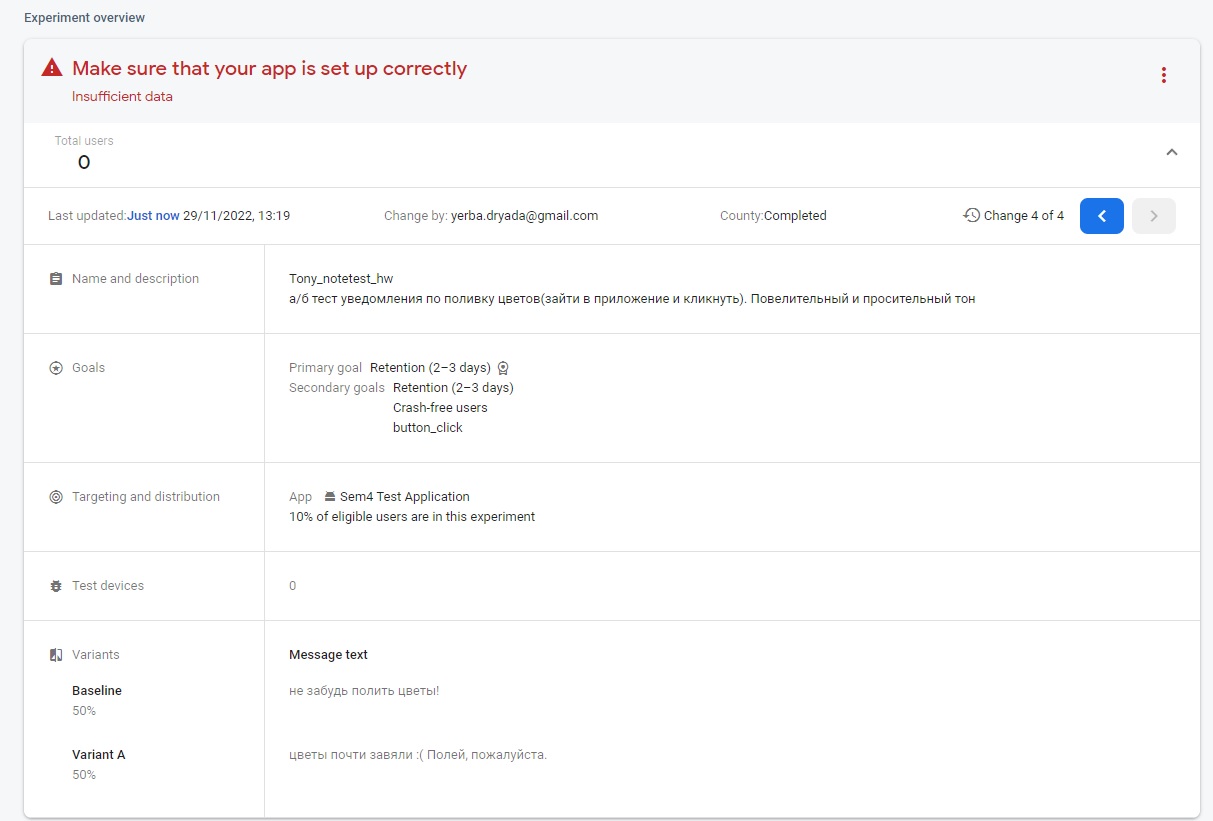 Experiment overview
Make sure that your app is set up correctly
Insufficient data
Total users
0
Last updated:Just now 29/11/2022, 13:19
Change by: yerba.dryada@gmail.com
County:Completed
Change 4 of 4
Name and description
Tony_notetest_hw
а/б тест уведомления по поливку цветов(зайти в приложение и кликнуть). Повелительный и просительный тон
Goals
Primary goal Retention (2–3 days)
Secondary goals Retention (2–3 days)
Crash-free users
button_click
Targeting and distribution
App Sem4 Test Application
10% of eligible users are in this experiment
Test devices
0
Variants
Message text
Baseline
не забудь полить цветы!
50%
Variant A
цветы почти завяли :( Полей, пожалуйста.
50%